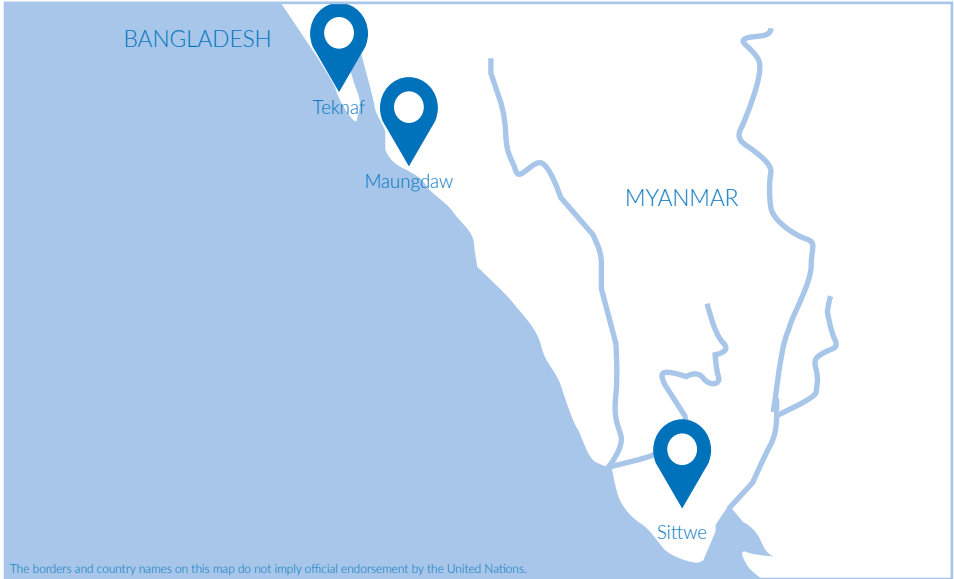 BANGLADESH
Teknaf
Maungdaw
MYANMAR
Sittwe
The borders and country names on this map do not imply official endorsement by the United Nations.